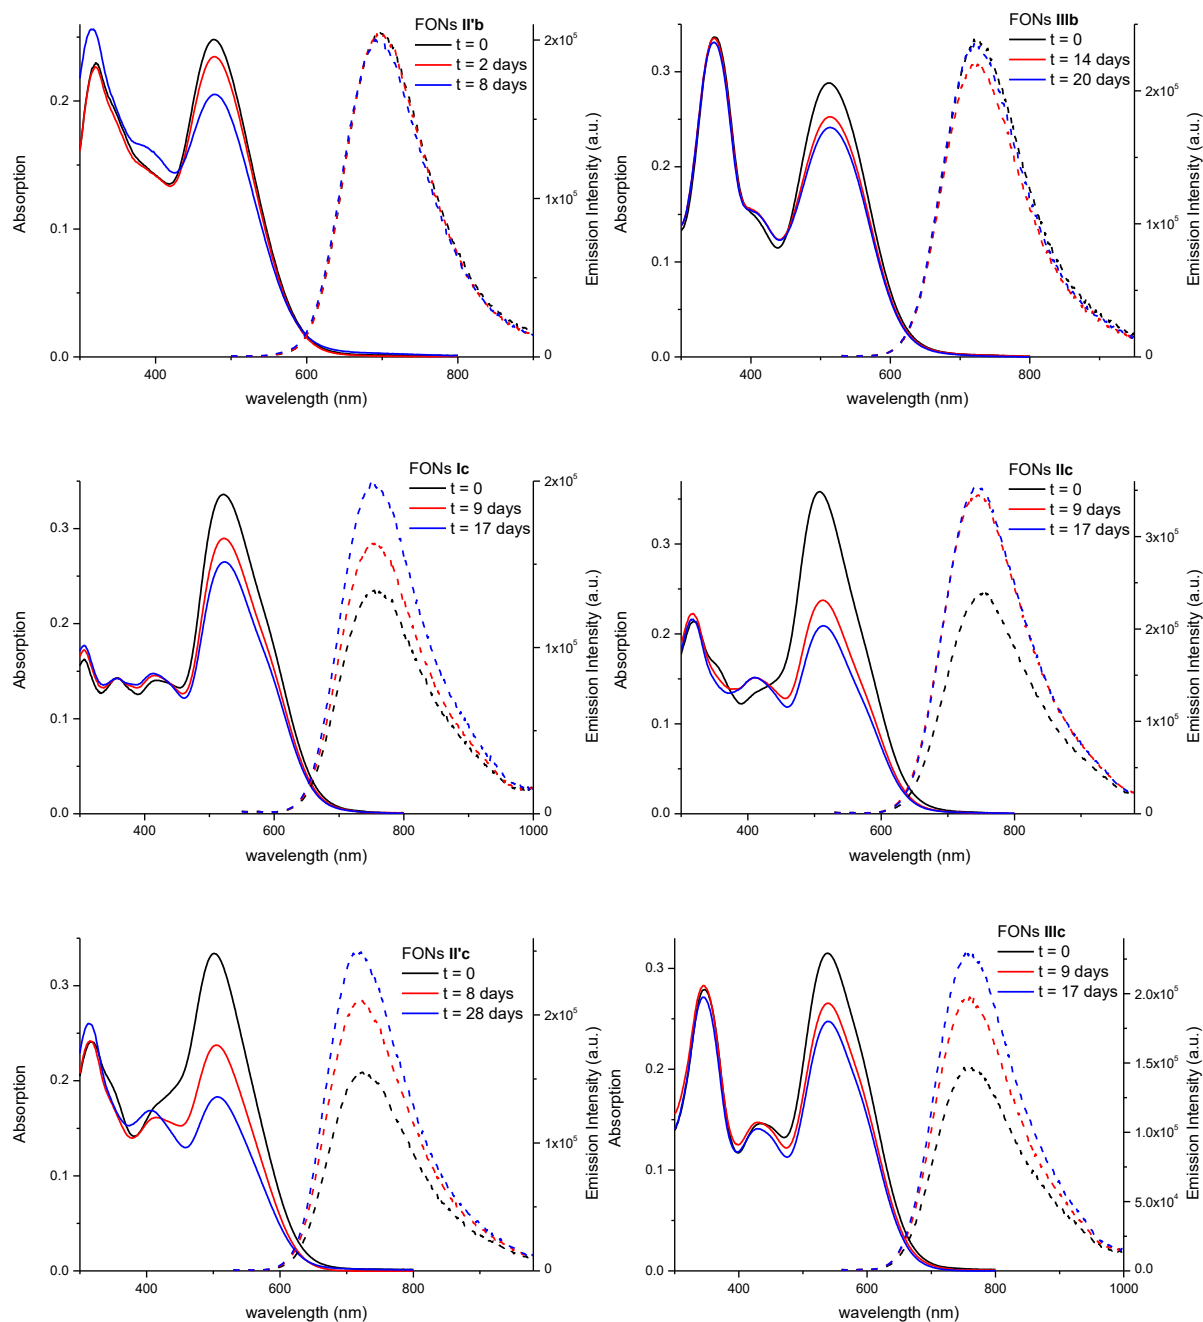 FONs II'b
t = 0
t = 2 days
t = 8 days
0.2
0.1
0.0
2x10⁵
1x10⁵
0
400 600 800
Absorption
Emission Intensity (a.u.)
wavelength (nm)
FONs IIIb
t = 0
t = 14 days
t = 20 days
0.3
0.2
0.1
0.0
2x10⁵
1x10⁵
0
400 600 800
Absorption
Emission Intensity (a.u.)
wavelength (nm)
FONs Ic
t = 0
t = 9 days
t = 17 days
0.3
0.2
0.1
0.0
2x10⁵
1x10⁵
0
400 600 800 1000
Absorption
Emission Intensity (a.u.)
wavelength (nm)
FONs IIc
t = 0
t = 9 days
t = 17 days
0.3
0.2
0.1
0.0
3x10⁵
2x10⁵
1x10⁵
0
400 600 800
Absorption
Emission Intensity (a.u.)
wavelength (nm)
FONs II'c
t = 0
t = 8 days
t = 28 days
0.3
0.2
0.1
0.0
2x10⁵
1x10⁵
0
400 600 800
Absorption
Emission Intensity (a.u.)
wavelength (nm)
FONs IIIc
t = 0
t = 9 days
t = 17 days
0.3
0.2
0.1
0.0
2.0x10⁵
1.5x10⁵
1.0x10⁵
5.0x10⁴
0.0
400 600 800 1000
Absorption
Emission Intensity (a.u.)
wavelength (nm)